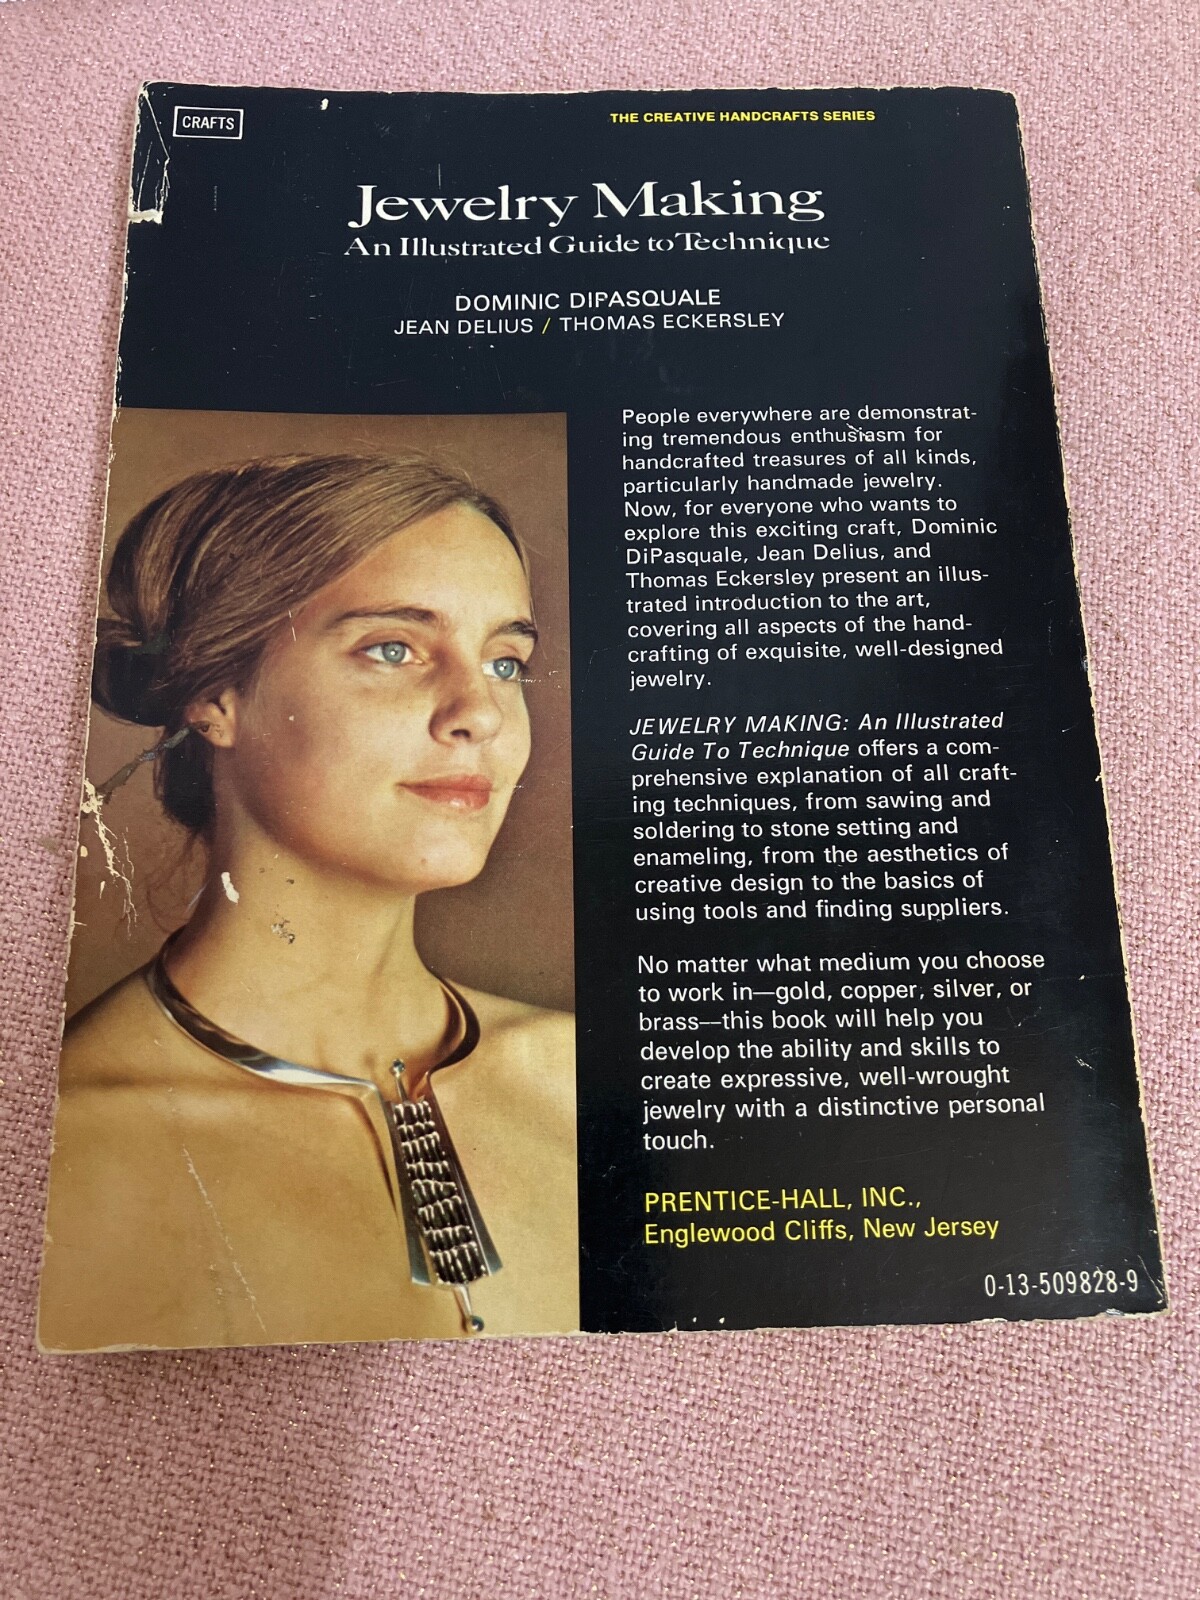 CRAFTS
THE CREATIVE HANDCRAFTS SERIES
Jewelry Making
An Illustrated Guide to Technique
DOMINIC DIPASQUALE
JEAN DELIUS / THOMAS ECKERSLEY
People everywhere are demonstrat-
ing tremendous enthusiasm for
handcrafted treasures of all kinds,
particularly handmade jewelry.
Now, for everyone who wants to
explore this exciting craft, Dominic
DiPasquale, Jean Delius, and
Thomas Eckersley present an illus-
trated introduction to the art,
covering all aspects of the hand-
crafting of exquisite, well-designed
jewelry.
JEWELRY MAKING: An Illustrated
Guide To Technique offers a com-
prehensive explanation of all craft-
ing techniques, from sawing and
soldering to stone setting and
enameling, from the aesthetics of
creative design to the basics of
using tools and finding suppliers.
No matter what medium you choose
to work in—gold, copper, silver, or
brass—this book will help you
develop the ability and skills to
create expressive, well-wrought
jewelry with a distinctive personal
touch.
PRENTICE-HALL, INC.,
Englewood Cliffs, New Jersey
0-13-509828-9